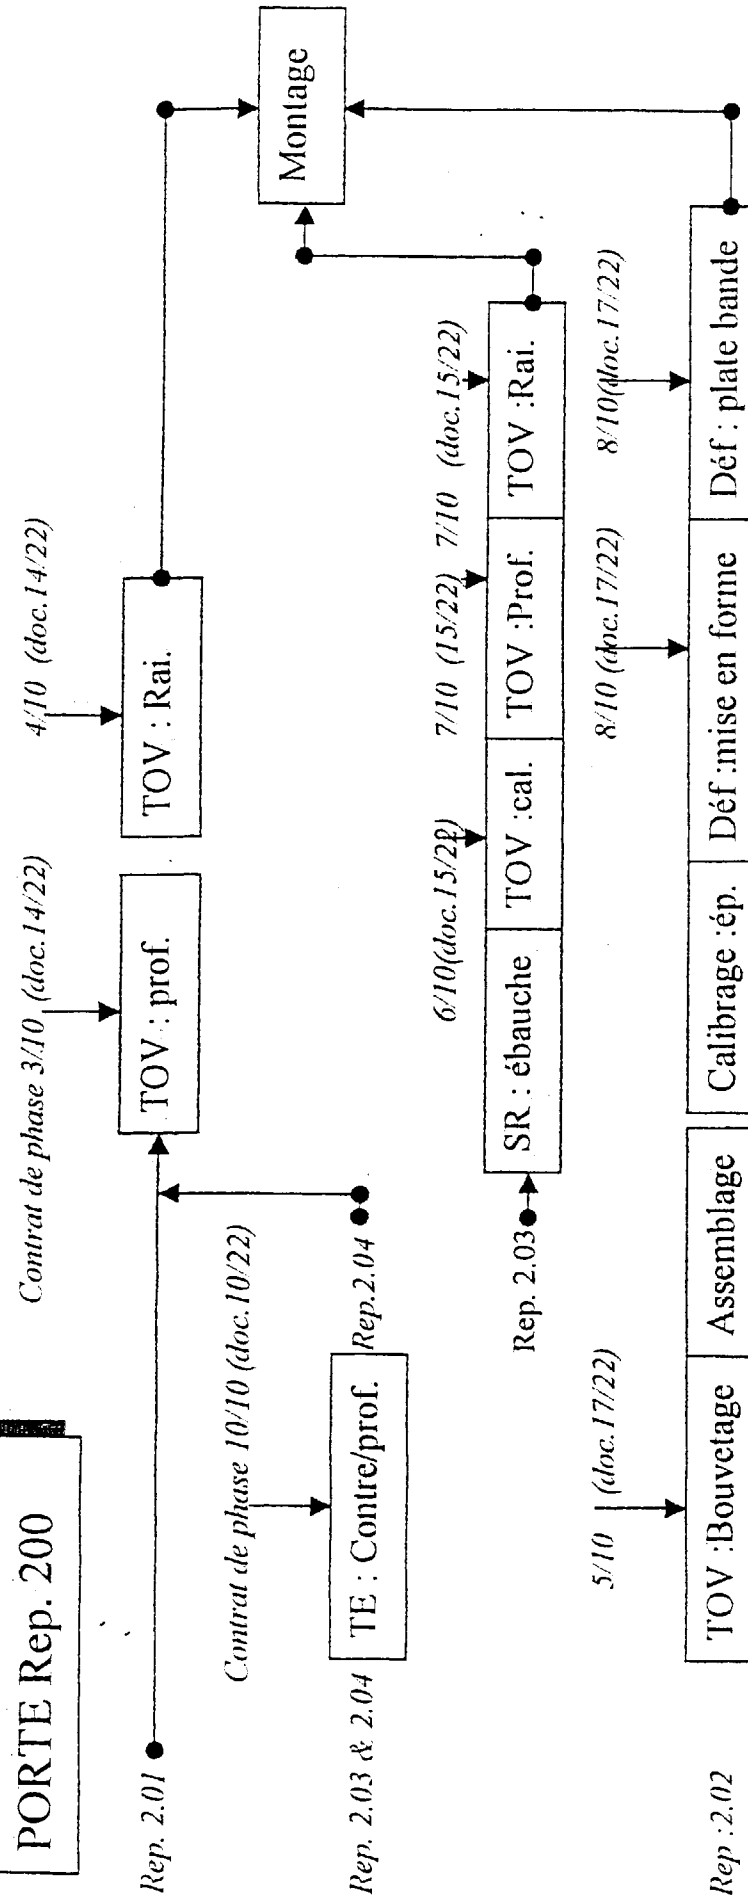 PORTE Rep. 200
Contrat de phase 3/10 (doc.14/22)
4/10 (doc.14/22)
Rep. 2.01
TOV : prof.
TOV : Rai.
Montage
Contrat de phase 10/10 (doc.10/22)
Rep. 2.03 & 2.04
TE : Contre/prof.
Rep.2.04
6/10(doc.15/22)
7/10 (15/22)
7/10 (doc.15/22)
Rep. 2.03
SR : ébauche
TOV :cal.
TOV :Prof.
TOV :Rai.
5/10 (doc.17/22)
8/10 (doc.17/22)
8/10(doc.17/22)
Rep :2.02
TOV :Bouvetage
Assemblage
Calibrage :ép.
Déf :mise en forme
Déf : plate bande